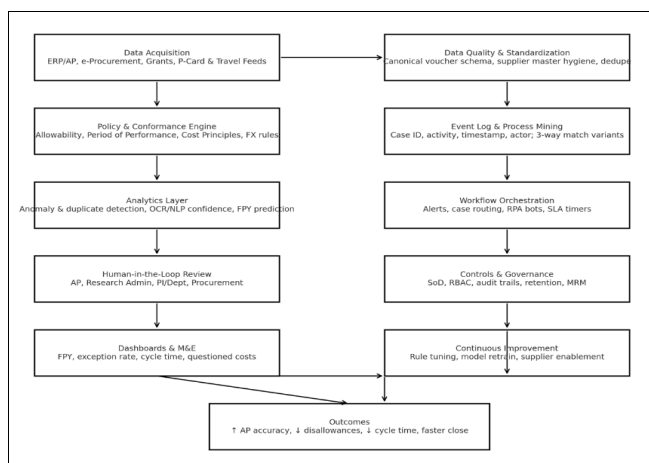 Data Acquisition
ERP/AP, e-Procurement, Grants, P-Card & Travel Feeds
Data Quality & Standardization
Canonical voucher schema, supplier master hygiene, dedupe
Policy & Conformance Engine
Allowability, Period of Performance, Cost Principles, FX rules
Event Log & Process Mining
Case ID, activity, timestamp, actor; 3-way match variants
Analytics Layer
Anomaly & duplicate detection, OCR/NLP confidence, FPY prediction
Workflow Orchestration
Alerts, case routing, RPA bots, SLA timers
Human-in-the-Loop Review
AP, Research Admin, PI/Dept, Procurement
Controls & Governance
SoD, RBAC, audit trails, retention, MRM
Dashboards & M&E
FPY, exception rate, cycle time, questioned costs
Continuous Improvement
Rule tuning, model retrain, supplier enablement
Outcomes
↑ AP accuracy, ↓ disallowances, ↓ cycle time, faster close